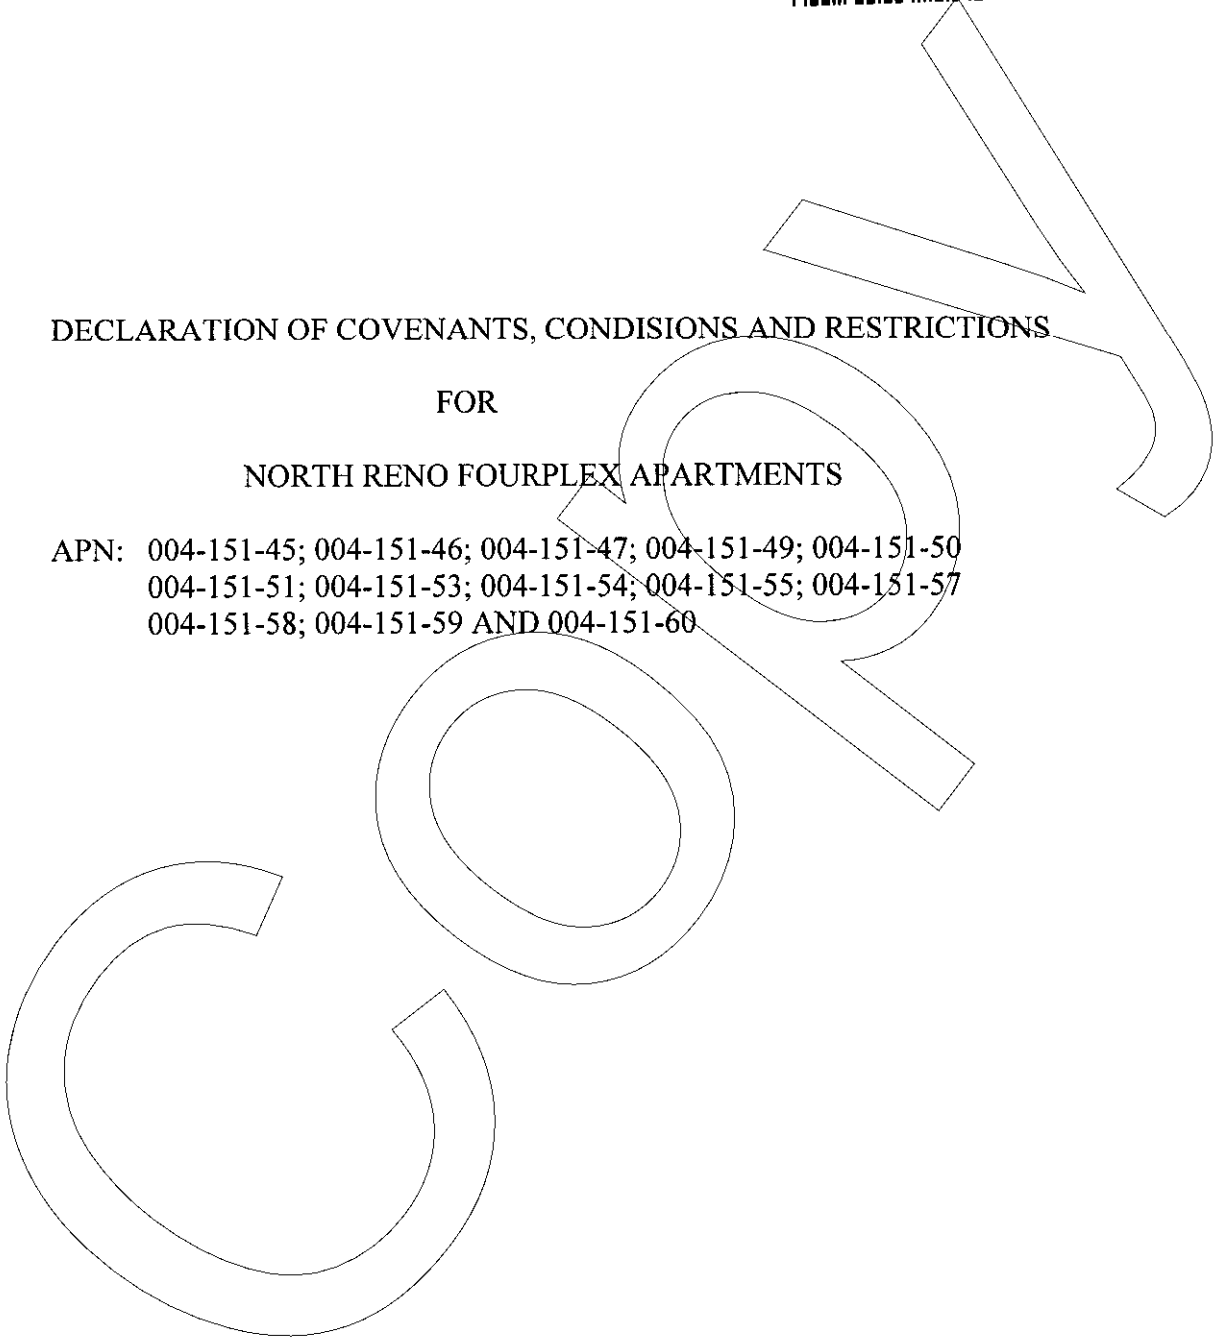 DECLARATION OF COVENANTS, CONDISIONS AND RESTRICTIONS
FOR
NORTH RENO FOURPLEX APARTMENTS
APN: 004-151-45; 004-151-46; 004-151-47; 004-151-49; 004-151-50
004-151-51; 004-151-53; 004-151-54; 004-151-55; 004-151-57
004-151-58; 004-151-59 AND 004-151-60
Copy